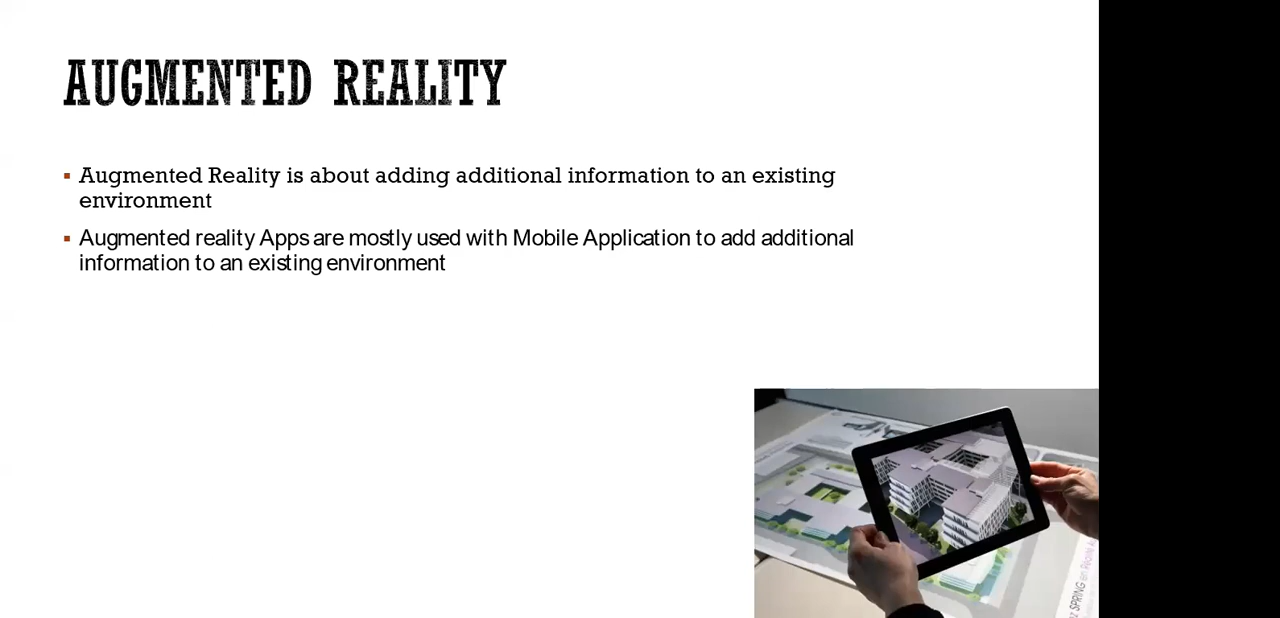 AUGMENTED REALITY
Augmented Reality is about adding additional information to an existing
environment
Augmented reality Apps are mostly used with Mobile Application to add additional
information to an existing environment
SPRING